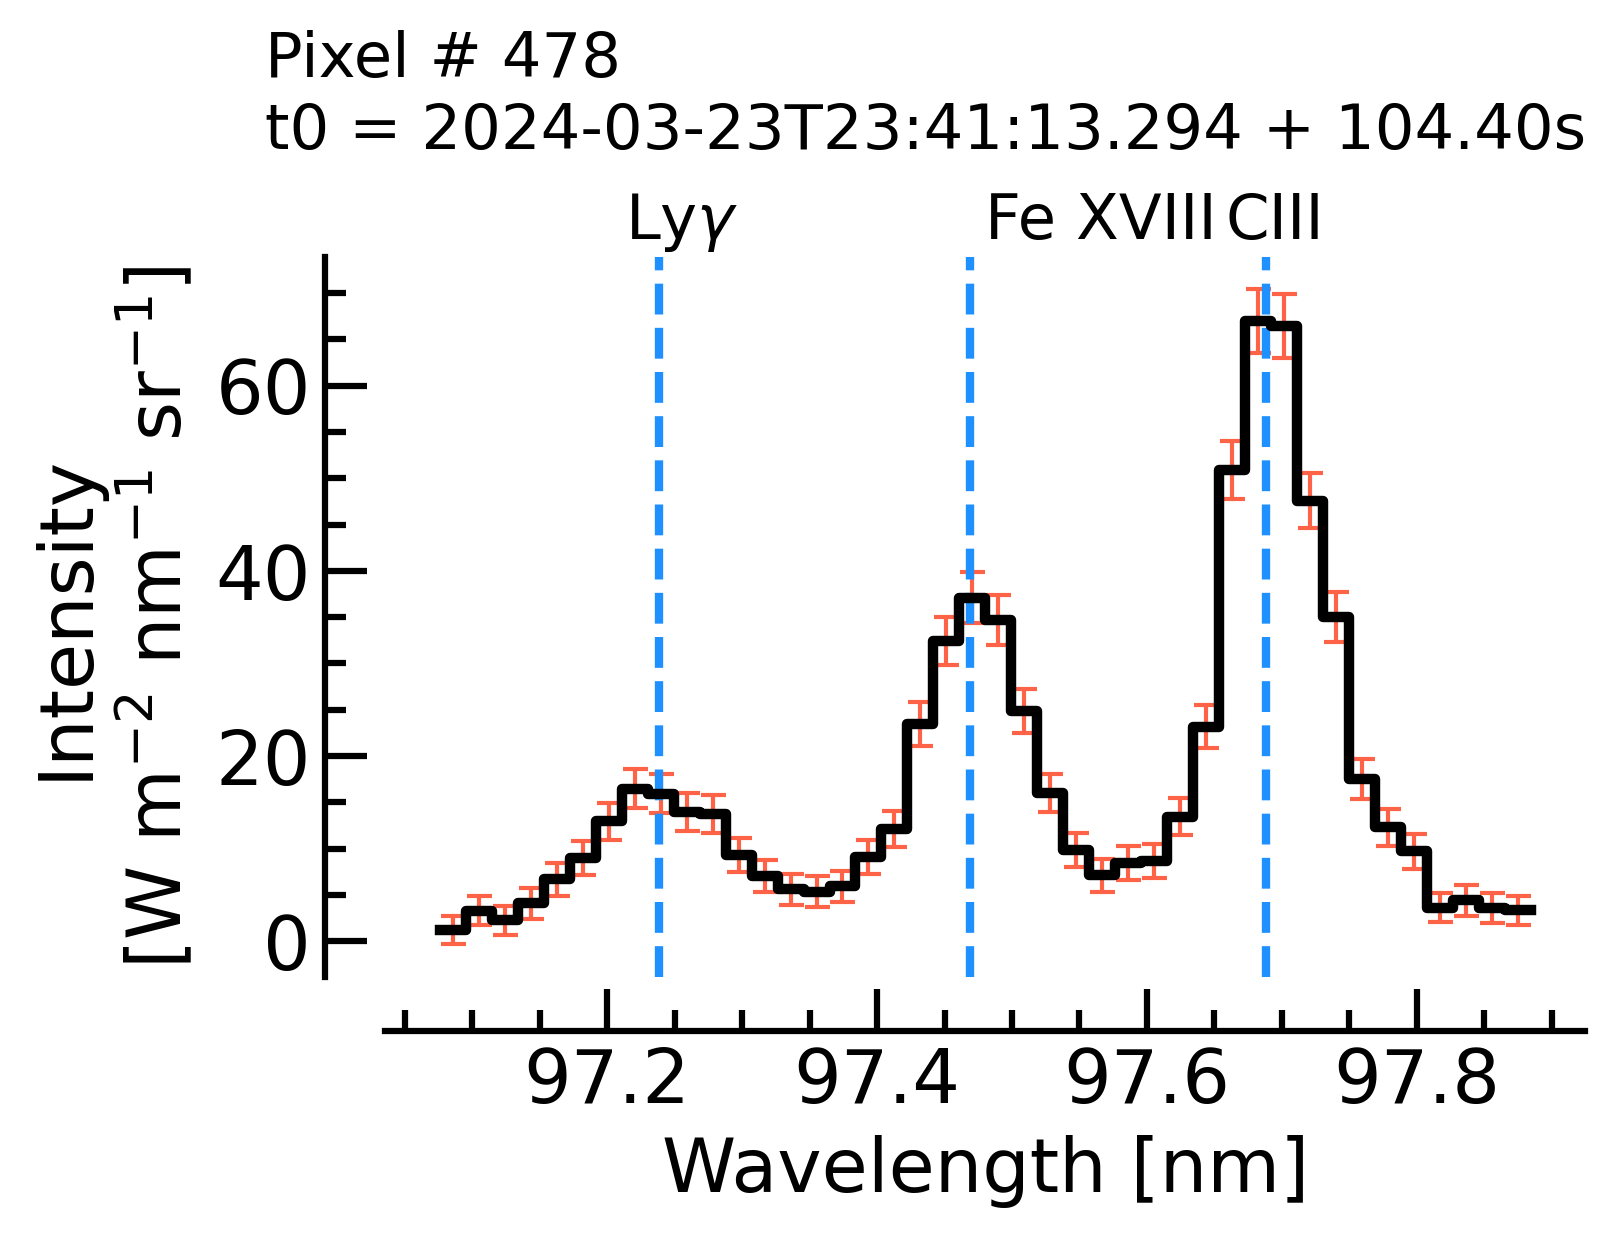 Pixel # 478
t0 = 2024-03-23T23:41:13.294 + 104.40s
Lyγ Fe XVIII CIII
Intensity
[W m⁻² nm⁻¹ sr⁻¹]
60
40
20
0
97.2 97.4 97.6 97.8
Wavelength [nm]